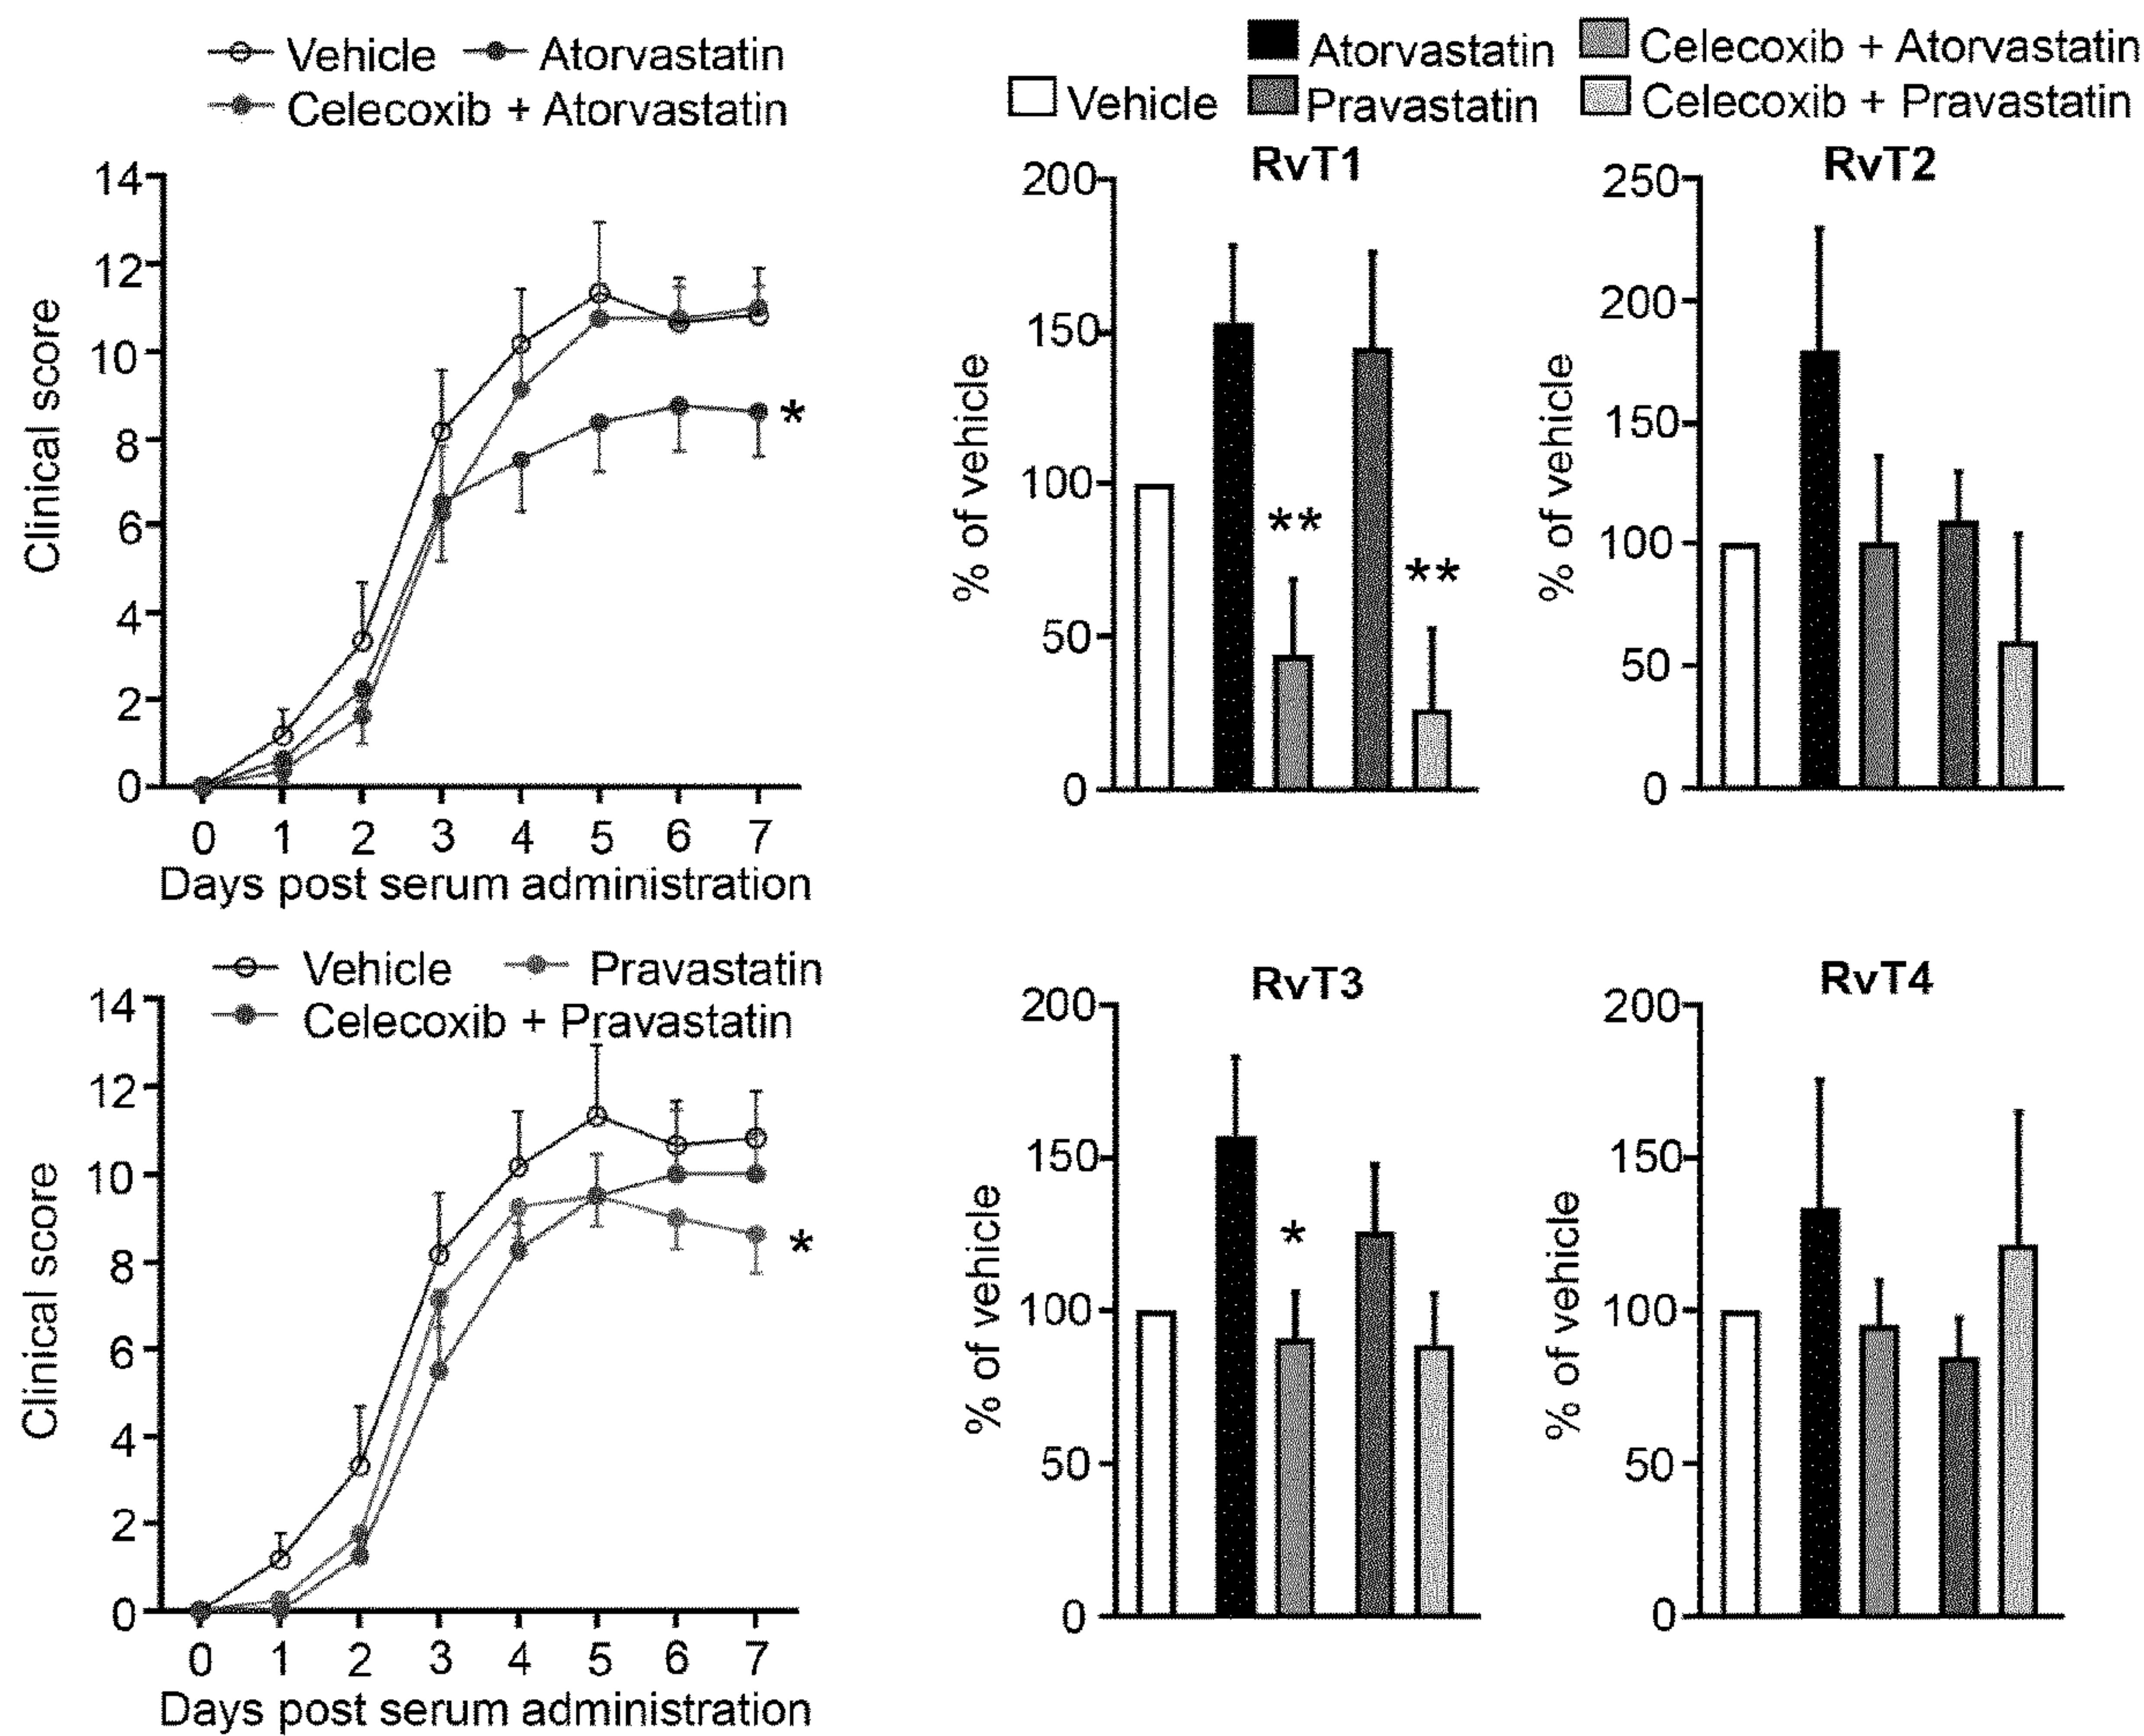 Vehicle Atorvastatin
Celecoxib + Atorvastatin
14
12
10
8
6
4
2
0
Clinical score
0 1 2 3 4 5 6 7
Days post serum administration
*
Vehicle Pravastatin
Celecoxib + Pravastatin
14
12
10
8
6
4
2
0
Clinical score
0 1 2 3 4 5 6 7
Days post serum administration
*
Atorvastatin Celecoxib + Atorvastatin
Vehicle Pravastatin Celecoxib + Pravastatin
RvT1
200
150
100
50
0
% of vehicle
**
**
RvT2
250
200
150
100
50
0
% of vehicle
RvT3
200
150
100
50
0
% of vehicle
*
RvT4
200
150
100
50
0
% of vehicle